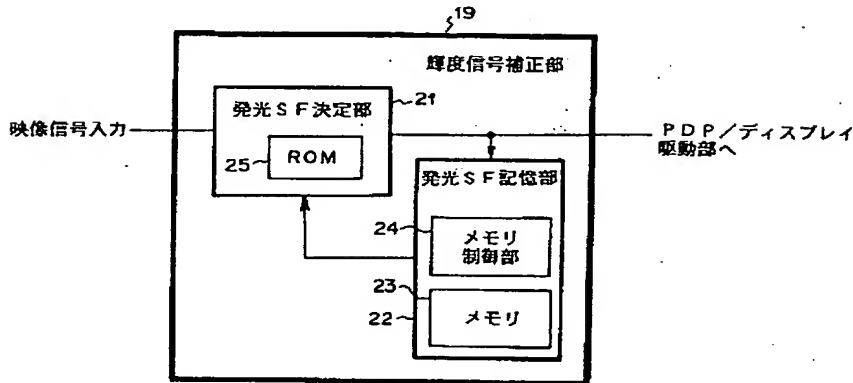 19
輝度信号補正部
映像信号入力
発光SF決定部
21
25
ROM
PDP/ディスプレイ
駆動部へ
発光SF記憶部
24
メモリ
制御部
23
22
メモリ